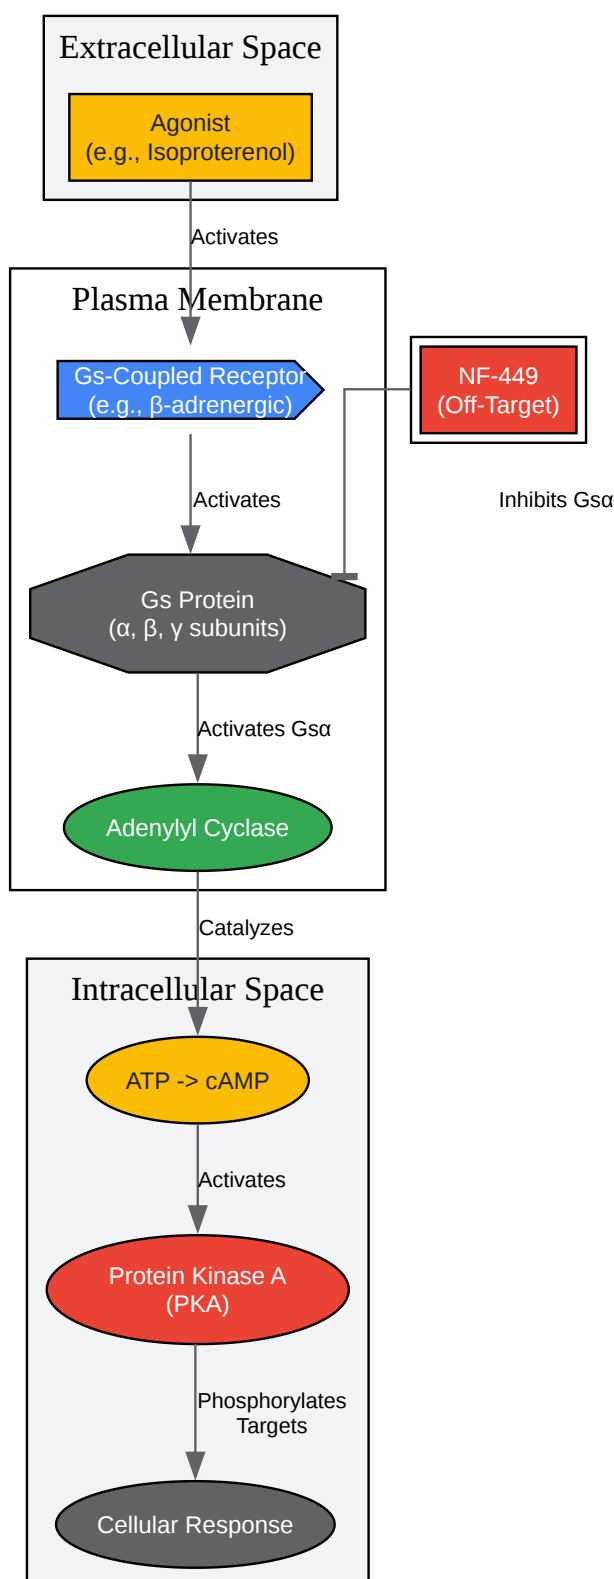 Extracellular Space
Agonist
(e.g., Isoproterenol)
Activates
Plasma Membrane
Gs-Coupled Receptor
(e.g., β-adrenergic)
NF-449
(Off-Target)
Activates
Inhibits Gsα
Gs Protein
(α, β, γ subunits)
Activates Gsα
Adenylyl Cyclase
Catalyzes
Intracellular Space
ATP -> cAMP
Activates
Protein Kinase A
(PKA)
Phosphorylates
Targets
Cellular Response